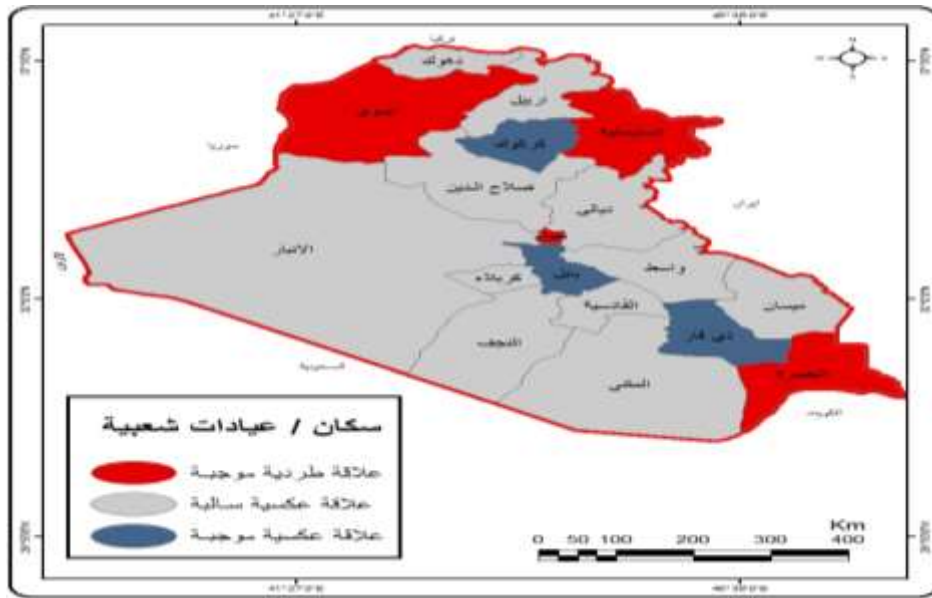 تركيا
دهوك
نينوى
اربيل
السليمانية
كركوك
سوريا
صلاح الدين
ايران
ديالى
الانبار
واسط
بابل
كربلاء
ميسان
القادسية
ذي قار
النجف
البصرة
المثنى
السعودية
الكويت
سكان / عيادات شعبية
علاقة طردية موجبة
علاقة عكسية سالبة
علاقة عكسية موجبة
Km
0 50 100 200 300 400